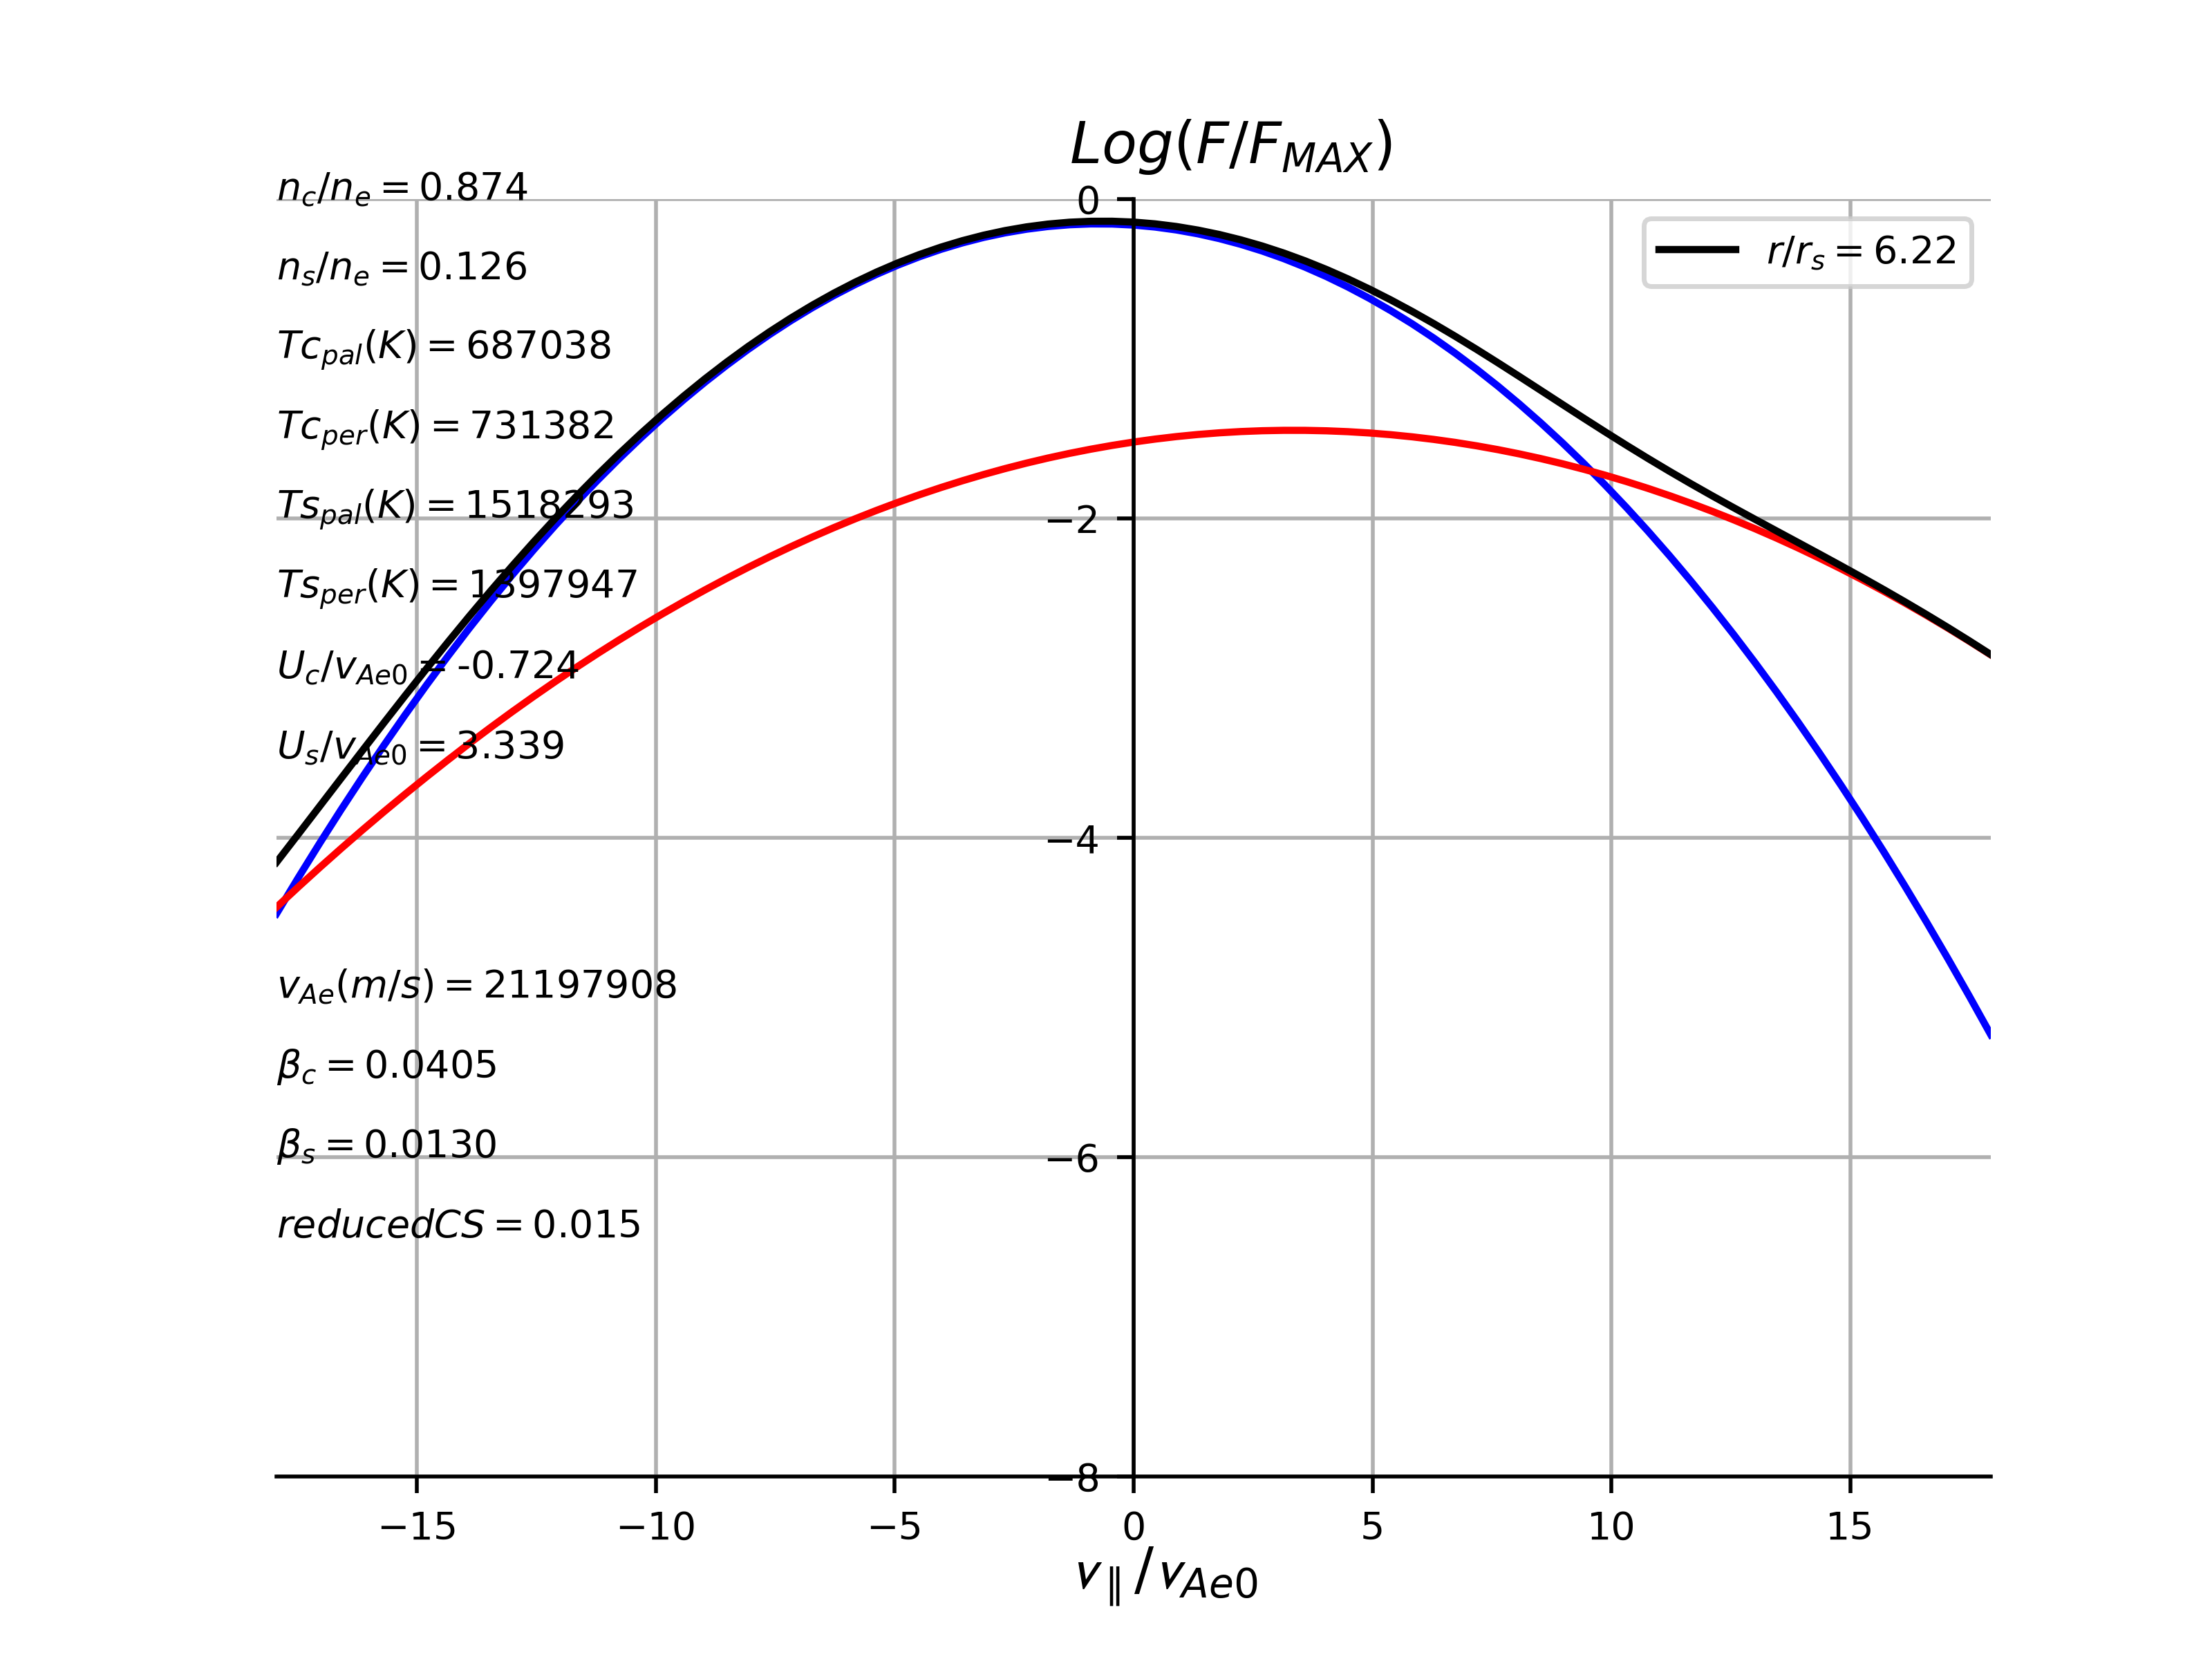 Log(F/F_MAX)
n_c/n_e = 0.874
n_s/n_e = 0.126
Tc_pal(K) = 687038
Tc_per(K) = 731382
Ts_pal(K) = 1518293
Ts_per(K) = 1397947
U_c/v_Ae0 = -0.724
U_s/v_Ae0 = 3.339
v_Ae(m/s) = 21197908
β_c = 0.0405
β_s = 0.0130
reducedCS = 0.015
r/r_s = 6.22
0
−2
−4
−6
−8
−15 −10 −5 0 5 10 15
v_∥/v_Ae0